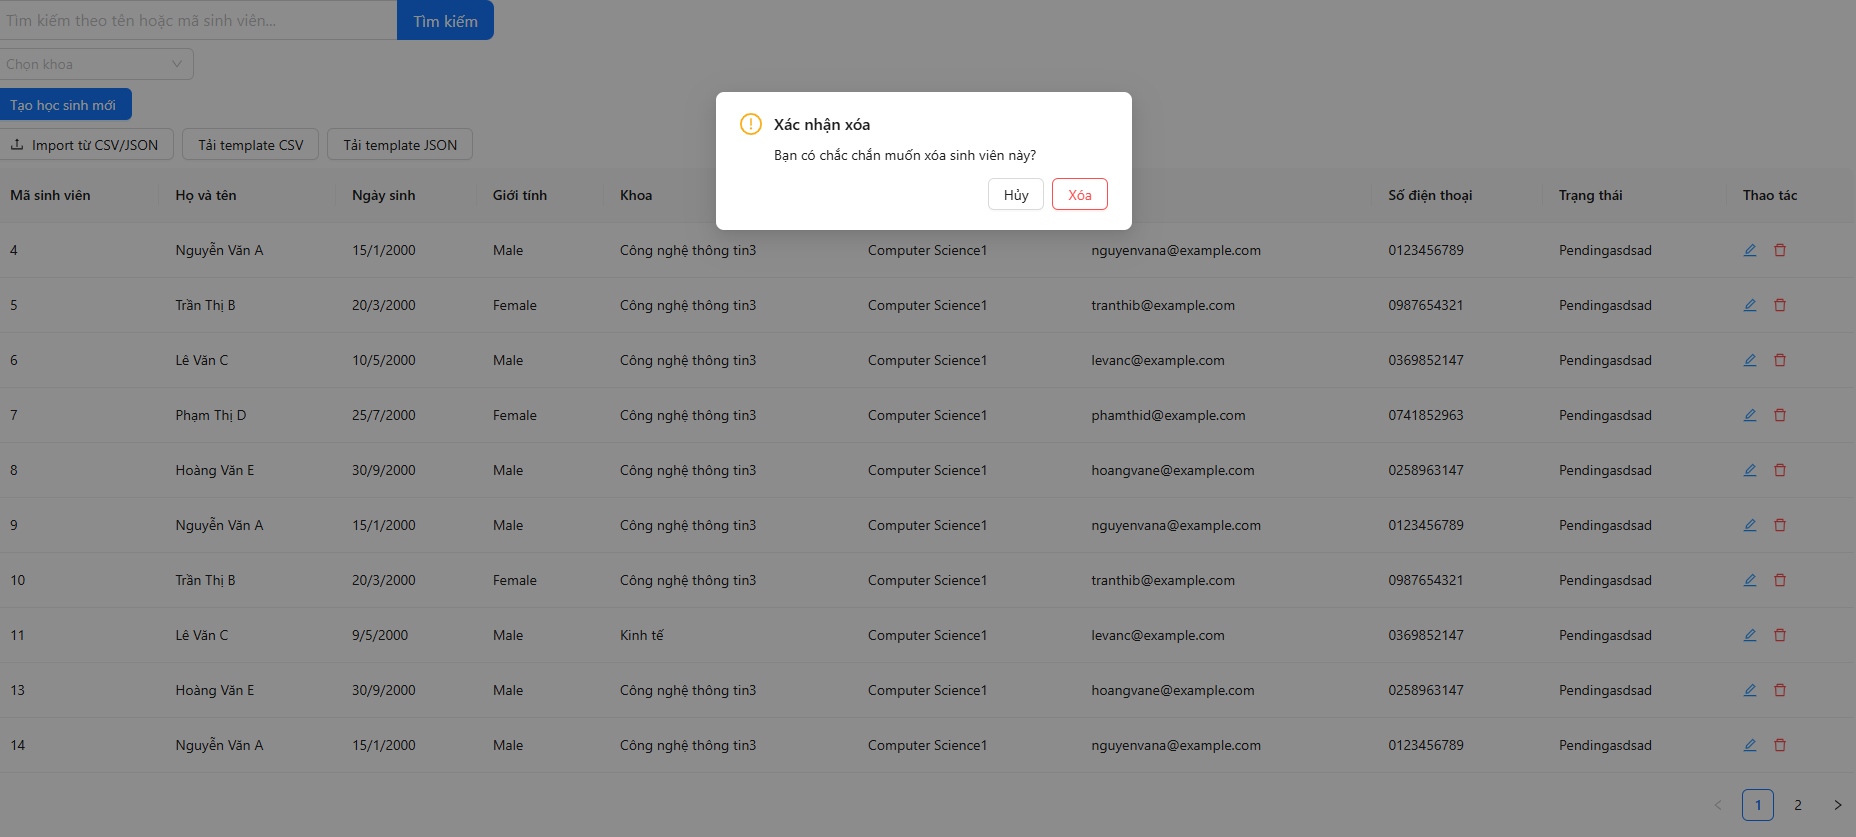 Tìm kiếm theo tên hoặc mã sinh viên...
Tìm kiếm
Chọn khoa
Tạo học sinh mới
Import từ CSV/JSON
Tải template CSV
Tải template JSON
Xác nhận xóa
Bạn có chắc chắn muốn xóa sinh viên này?
Hủy
Xóa
Mã sinh viên Họ và tên Ngày sinh Giới tính Khoa Số điện thoại Trạng thái Thao tác
4 Nguyễn Văn A 15/1/2000 Male Công nghệ thông tin3 Computer Science1 nguyenvana@example.com 0123456789 Pendingasdsad
5 Trần Thị B 20/3/2000 Female Công nghệ thông tin3 Computer Science1 tranthib@example.com 0987654321 Pendingasdsad
6 Lê Văn C 10/5/2000 Male Công nghệ thông tin3 Computer Science1 levanc@example.com 0369852147 Pendingasdsad
7 Phạm Thị D 25/7/2000 Female Công nghệ thông tin3 Computer Science1 phamthid@example.com 0741852963 Pendingasdsad
8 Hoàng Văn E 30/9/2000 Male Công nghệ thông tin3 Computer Science1 hoangvane@example.com 0258963147 Pendingasdsad
9 Nguyễn Văn A 15/1/2000 Male Công nghệ thông tin3 Computer Science1 nguyenvana@example.com 0123456789 Pendingasdsad
10 Trần Thị B 20/3/2000 Female Công nghệ thông tin3 Computer Science1 tranthib@example.com 0987654321 Pendingasdsad
11 Lê Văn C 9/5/2000 Male Kinh tế Computer Science1 levanc@example.com 0369852147 Pendingasdsad
13 Hoàng Văn E 30/9/2000 Male Công nghệ thông tin3 Computer Science1 hoangvane@example.com 0258963147 Pendingasdsad
14 Nguyễn Văn A 15/1/2000 Male Công nghệ thông tin3 Computer Science1 nguyenvana@example.com 0123456789 Pendingasdsad
1 2